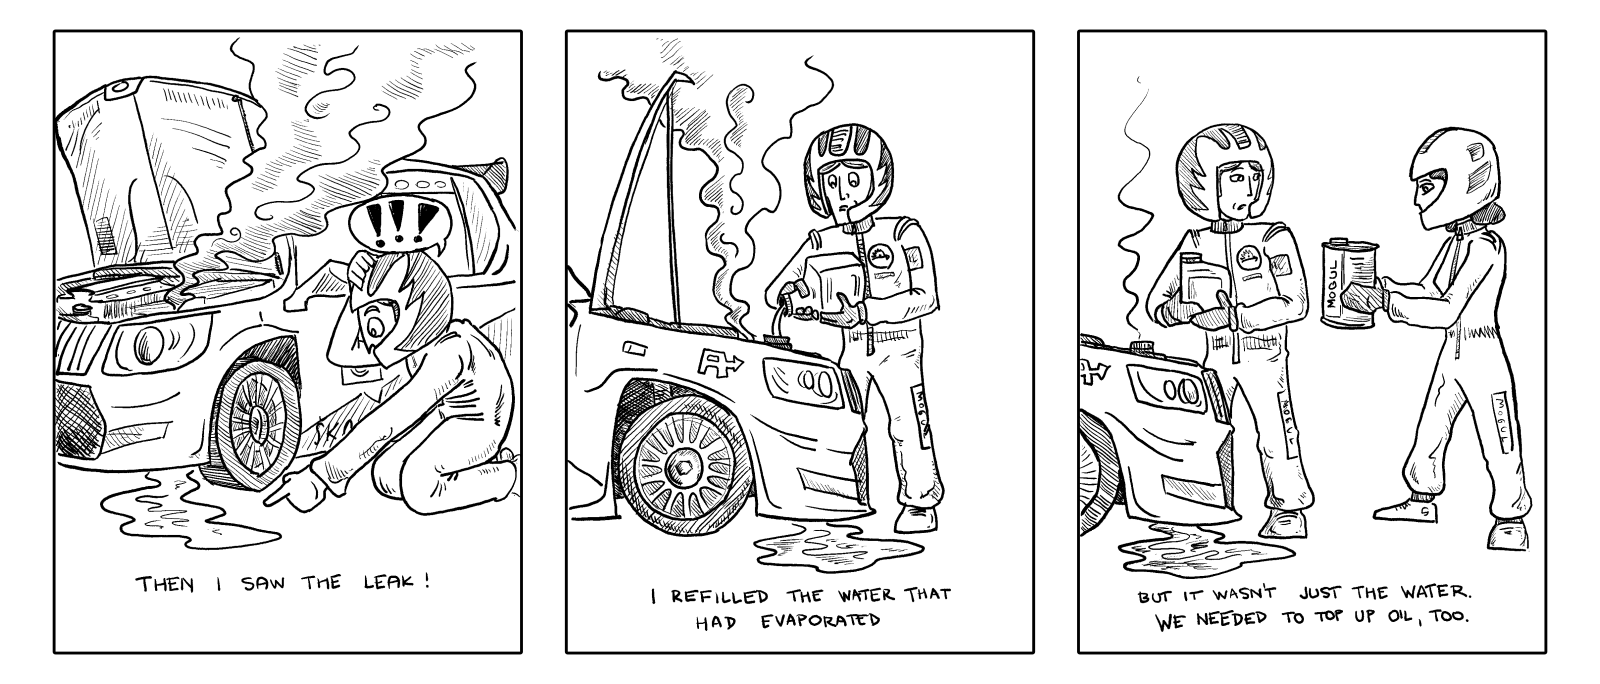 !!!
THEN I SAW THE LEAK!
MOGUL
I REFILLED THE WATER THAT
HAD EVAPORATED
MOGUL
MOGUL
MOGUL
BUT IT WASN'T JUST THE WATER.
WE NEEDED TO TOP UP OIL, TOO.